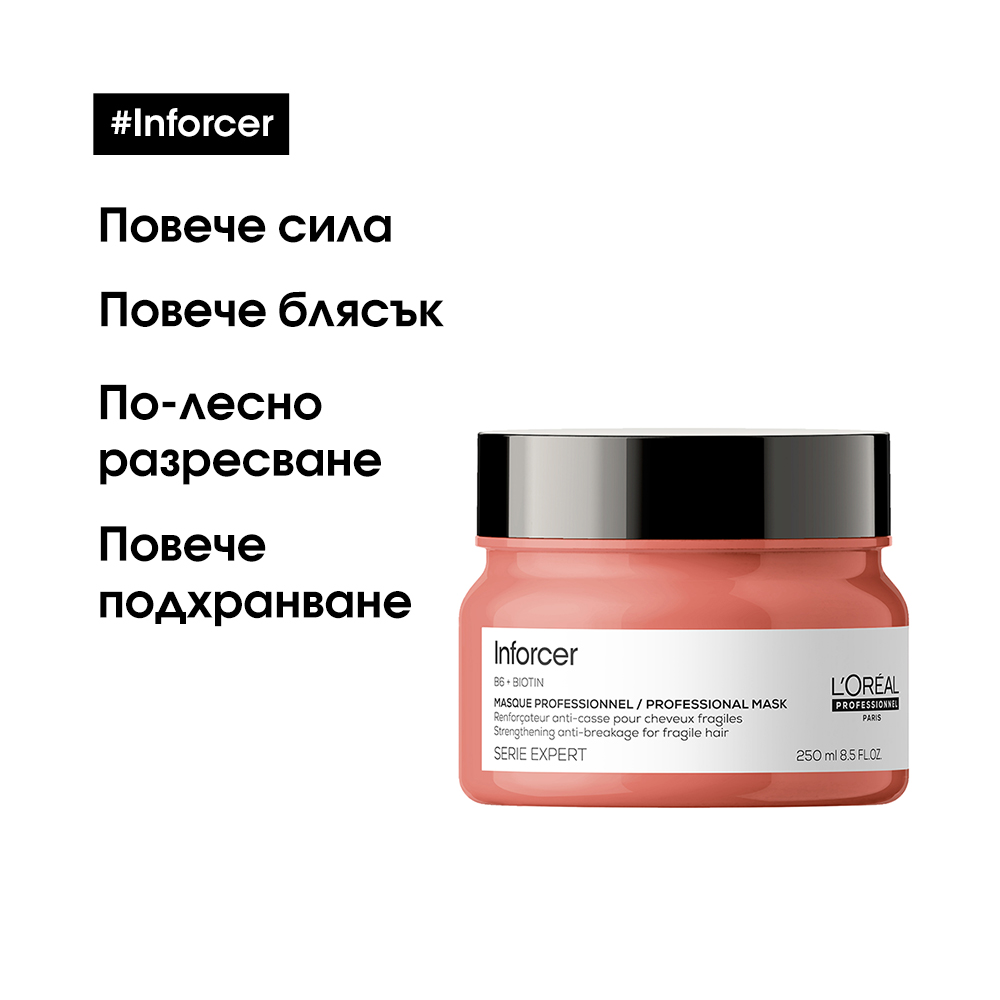 #Inforcer
Повече сила
Повече блясък
По-лесно
разресване
Повече
подхранване
Inforcer
B6 + BIOTIN
MASQUE PROFESSIONNEL / PROFESSIONAL MASK
Renforçateur anti-casse pour cheveux fragiles
Strengthening anti-breakage for fragile hair
SERIE EXPERT
L'ORÉAL
PROFESSIONNEL
PARIS
250 ml 8.5 FL.OZ.